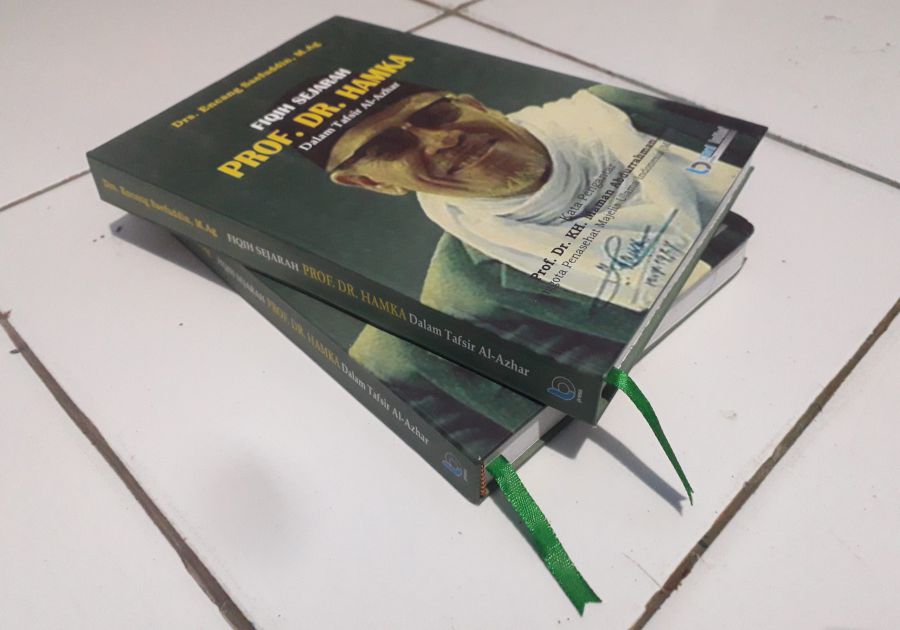 Drs. Encang Saefuddin, M.Ag
FIQIH SEJARAH
PROF. DR. HAMKA
Dalam Tafsir Al-Azhar
Kata Pengantar
Prof. Dr. KH. Maman Abdurrahman
Penasehat Majelis Ulama Indonesia
Drs. Encang Saefuddin, M.Ag FIQIH SEJARAH PROF. DR. HAMKA Dalam Tafsir Al-Azhar
FIQIH SEJARAH PROF. DR. HAMKA Dalam Tafsir Al-Azhar